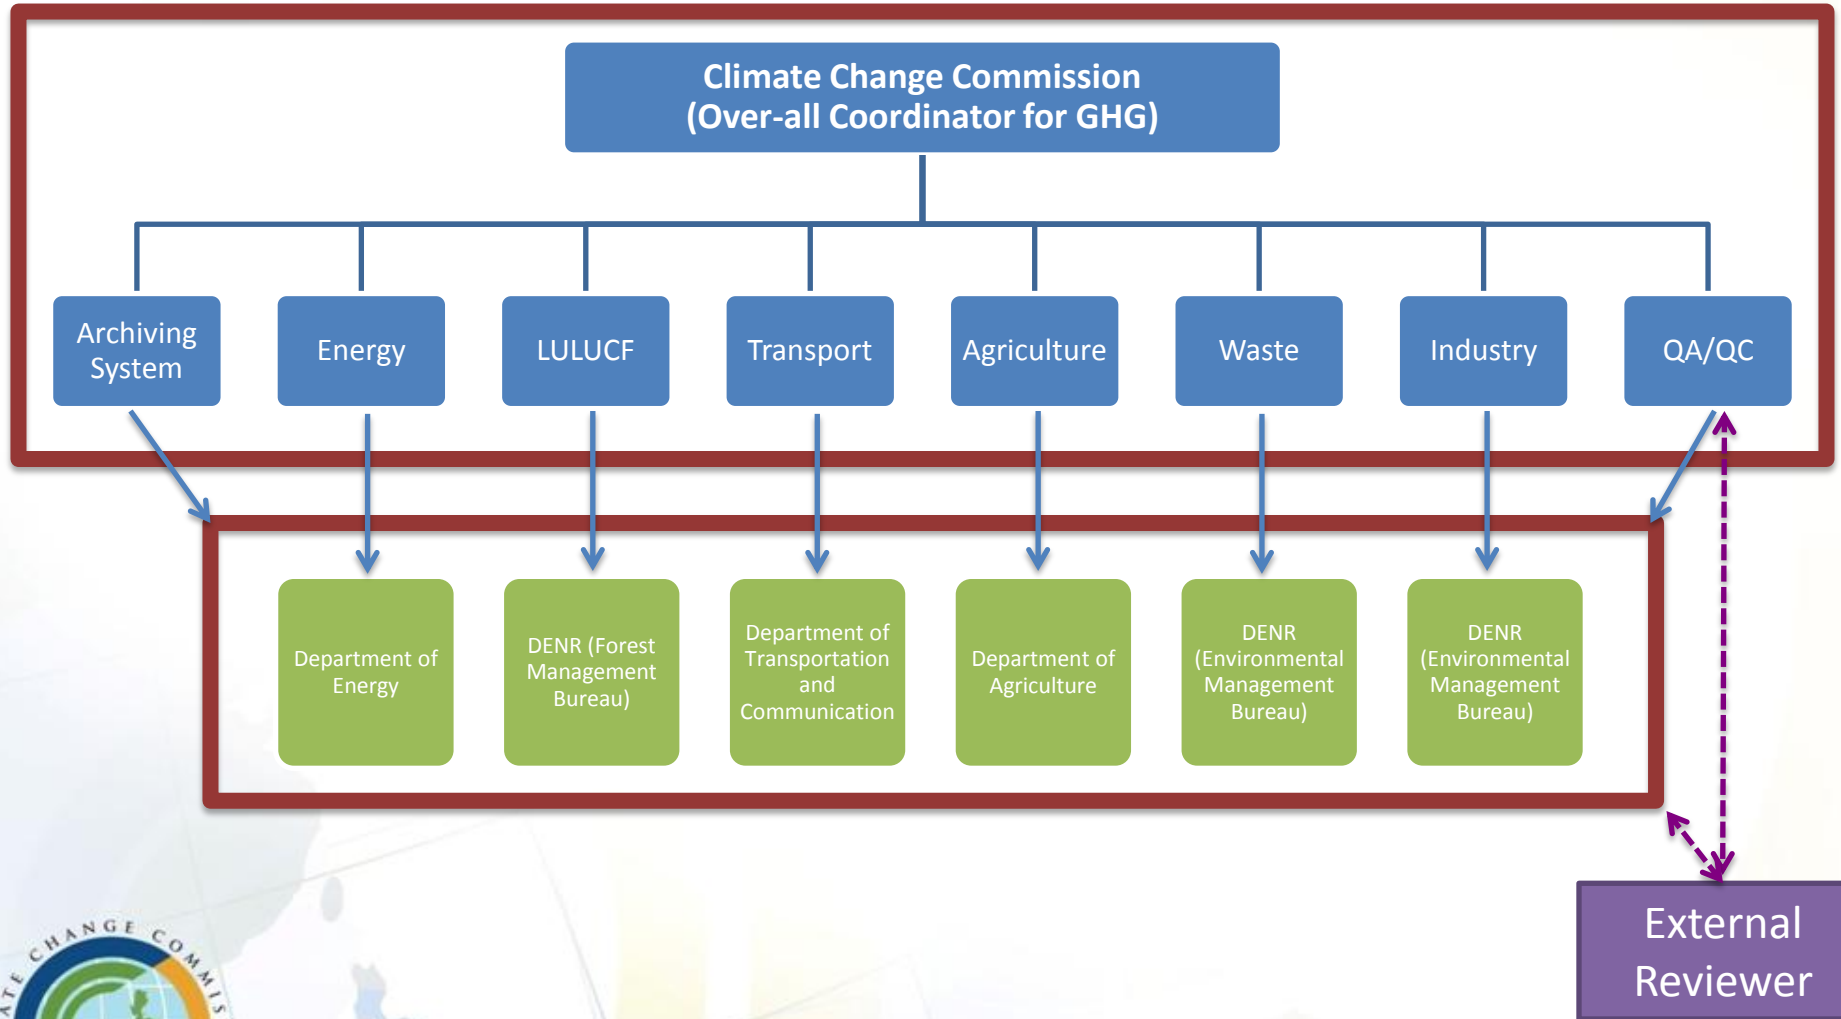 Climate Change Commission
(Over-all Coordinator for GHG)
Archiving
System
Energy
LULUCF
Transport
Agriculture
Waste
Industry
QA/QC
Department of
Energy
DENR (Forest
Management
Bureau)
Department of
Transportation
and
Communication
Department of
Agriculture
DENR
(Environmental
Management
Bureau)
DENR
(Environmental
Management
Bureau)
External
Reviewer
CHANGE